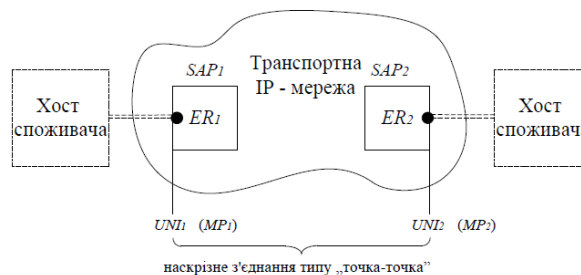 SAP1
Транспортна
IP - мережа
SAP2
Хост
споживача
ER1
ER2
Хост
споживача
UNI1 (MP1)
UNI2 (MP2)
наскрізне з'єднання типу „точка-точка”